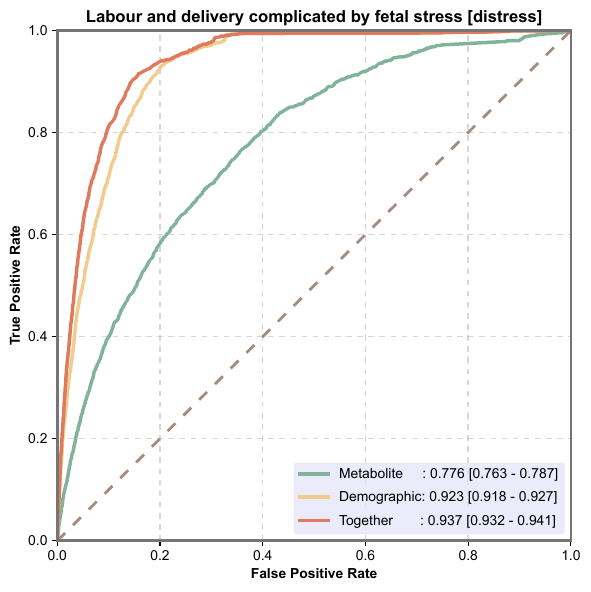 Labour and delivery complicated by fetal stress [distress]
1.0
0.8
0.6
0.4
0.2
0.0
True Positive Rate
Metabolite : 0.776 [0.763 - 0.787]
Demographic: 0.923 [0.918 - 0.927]
Together : 0.937 [0.932 - 0.941]
0.0 0.2 0.4 0.6 0.8 1.0
False Positive Rate